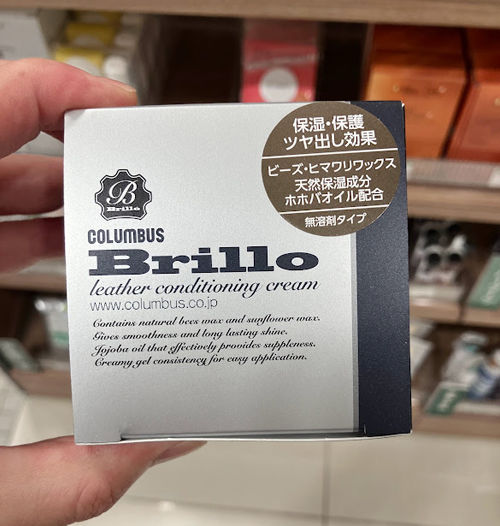 保湿・保護
ツヤ出し効果
ビーズ・ヒマワリワックス
天然保湿成分
ホホバオイル配合
無溶剤タイプ
B
Brillo
COLUMBUS
Brillo
leather conditioning cream
www.columbus.co.jp
Contains natural bees wax and sunflower wax.
Gives smoothness and long lasting shine.
Jojoba oil that effectively provides suppleness.
Creamy gel consistency for easy application.